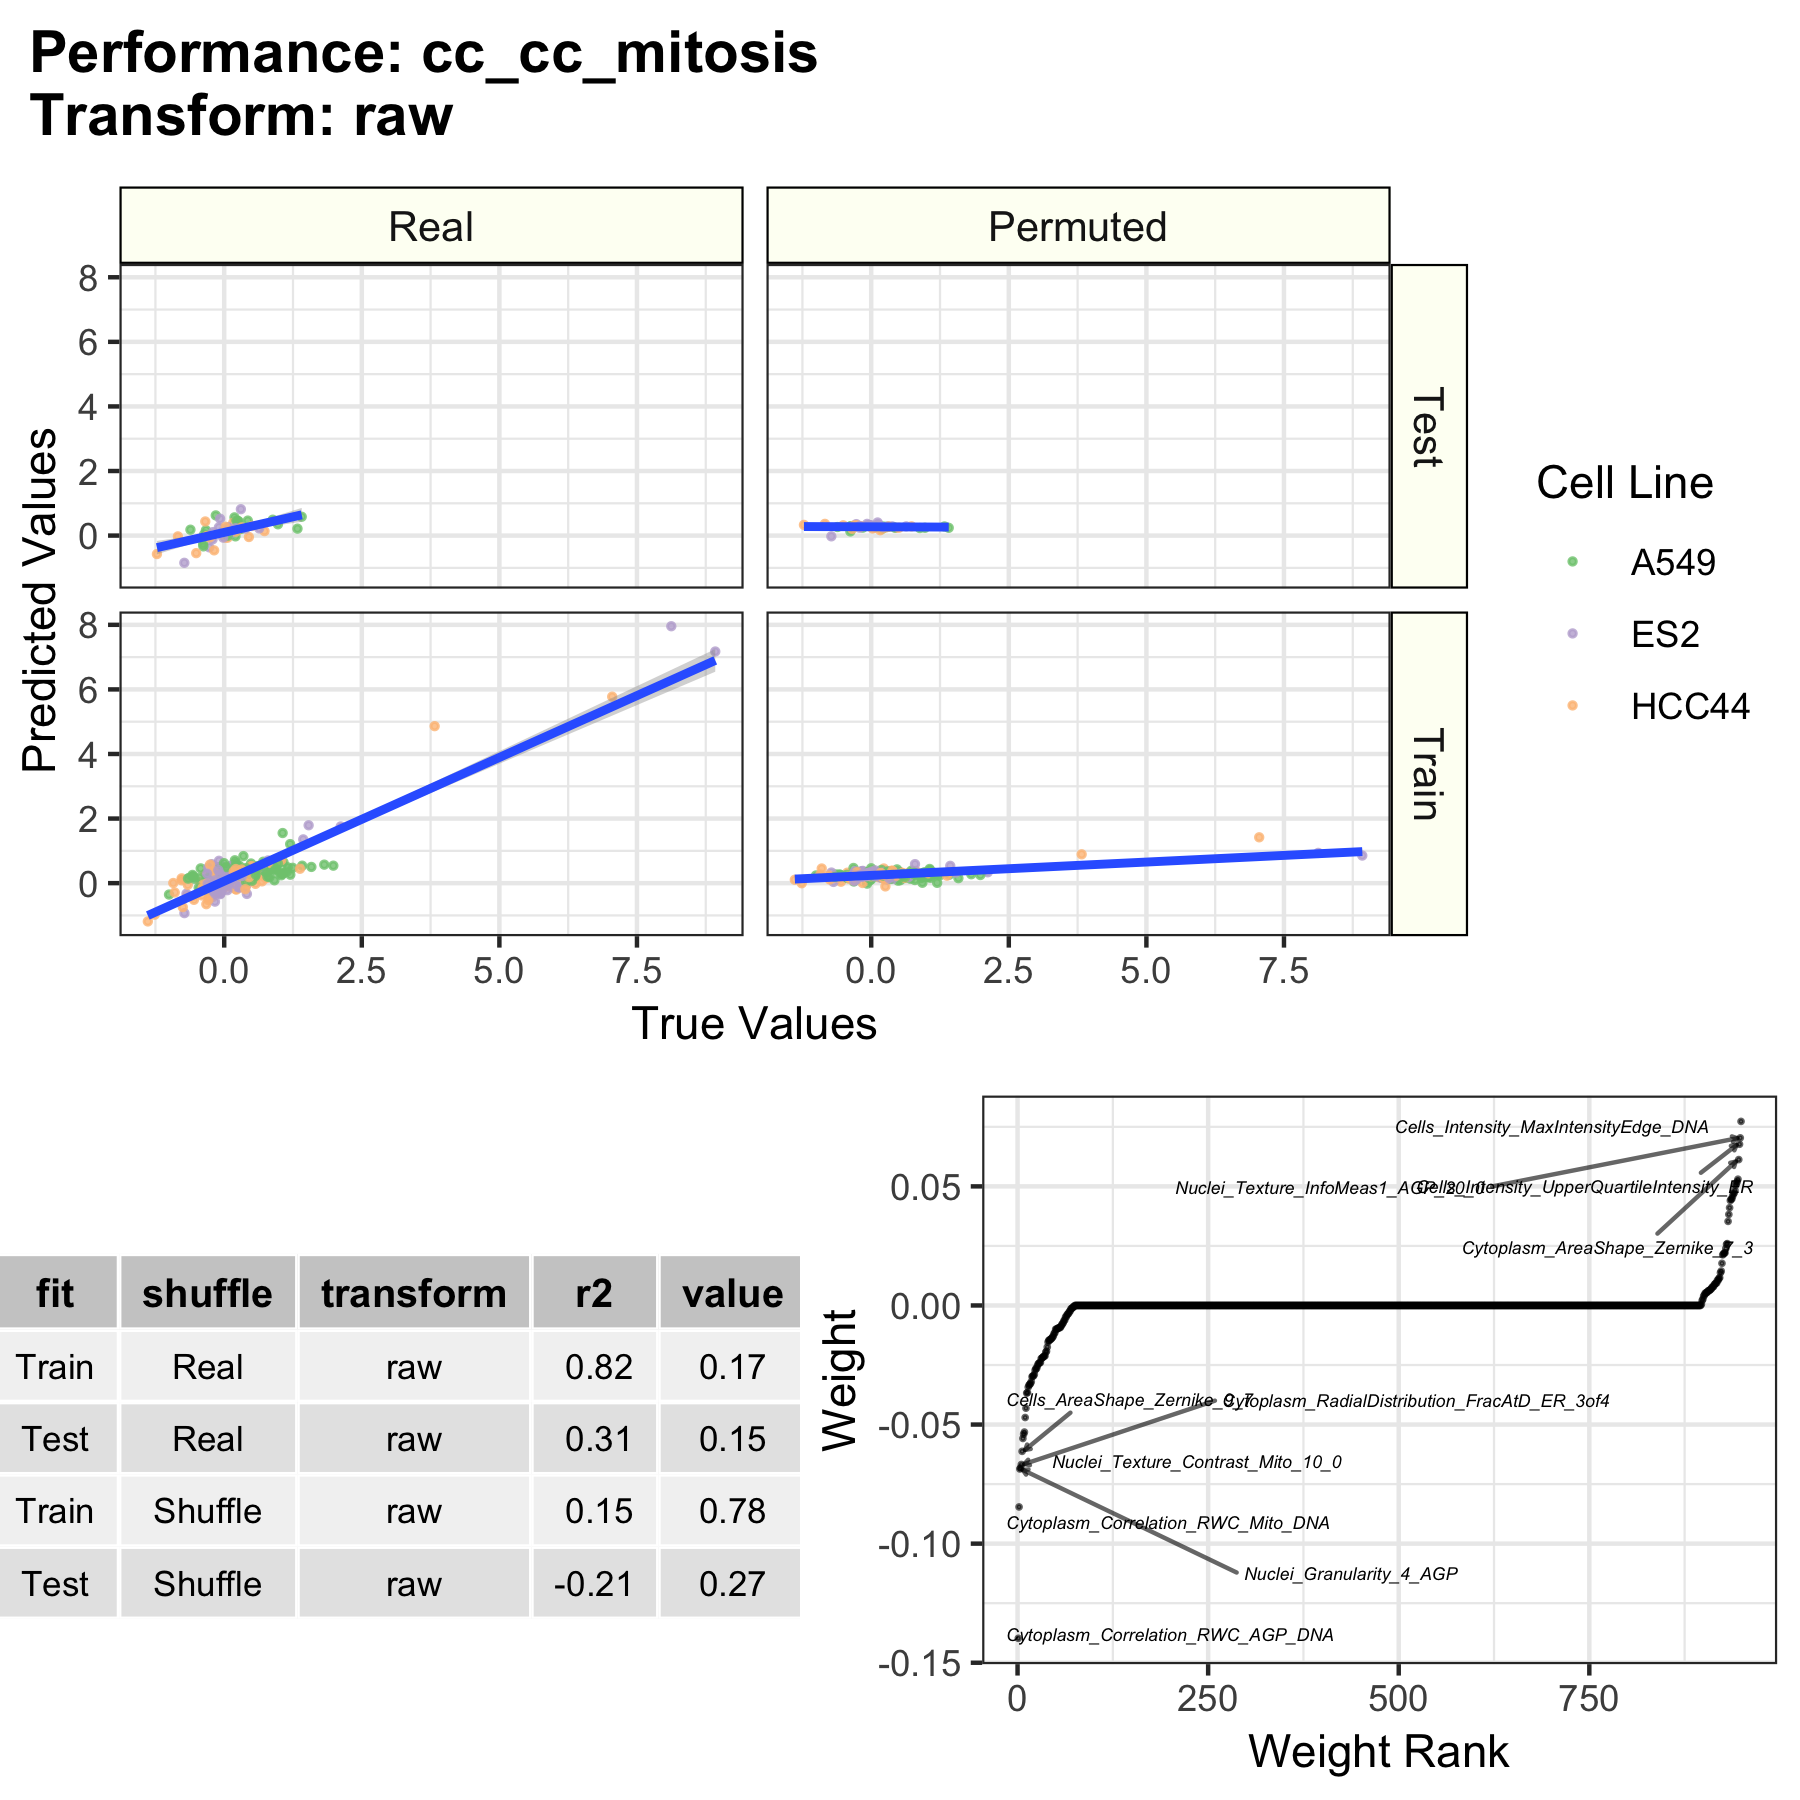 Performance: cc_cc_mitosis
Transform: raw
Real
Permuted
8
6
4
2
0
Test
8
6
4
2
0
Train
Predicted Values
0.0 2.5 5.0 7.5
0.0 2.5 5.0 7.5
True Values
Cell Line
A549
ES2
HCC44
fit shuffle transform r2 value
Train Real raw 0.82 0.17
Test Real raw 0.31 0.15
Train Shuffle raw 0.15 0.78
Test Shuffle raw -0.21 0.27
Weight
0.05
0.00
-0.05
-0.10
-0.15
Cells_Intensity_MaxIntensityEdge_DNA
Nuclei_Texture_InfoMeas1_AGP_20_0
Cells_Intensity_UpperQuartileIntensity_ER
Cells_AreaShape_Zernike_9_7
Cytoplasm_RadialDistribution_FracAtD_ER_3of4
Nuclei_Texture_Contrast_Mito_10_0
Cytoplasm_Correlation_RWC_Mito_DNA
Nuclei_Granularity_4_AGP
Cytoplasm_Correlation_RWC_AGP_DNA
0 250 500 750
Weight Rank